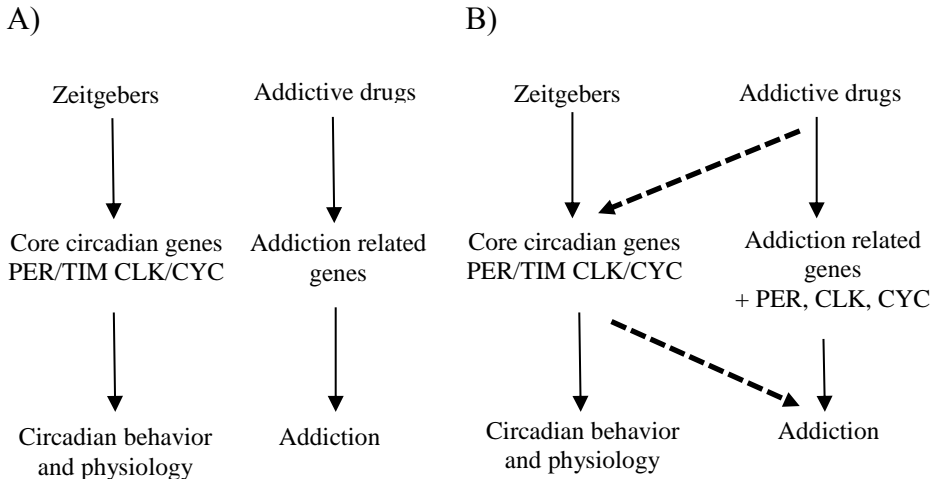 A)
Zeitgebers
Addictive drugs
Core circadian genes
PER/TIM CLK/CYC
Addiction related
genes
Circadian behavior
and physiology
Addiction
B)
Zeitgebers
Addictive drugs
Core circadian genes
PER/TIM CLK/CYC
Addiction related
genes
+ PER, CLK, CYC
Circadian behavior
and physiology
Addiction